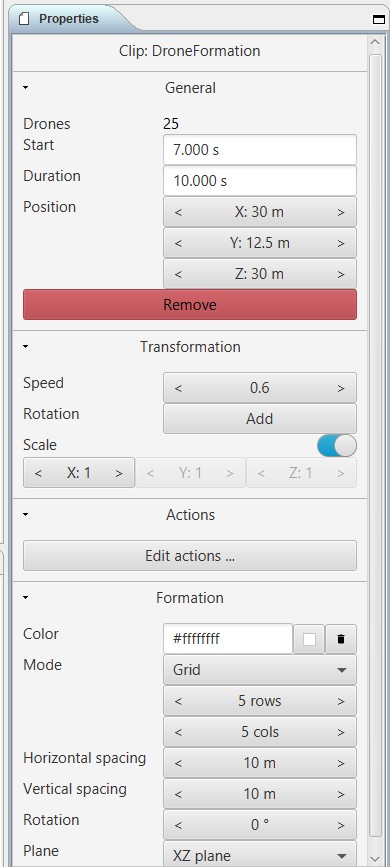 Properties
Clip: DroneFormation
General
Drones 25
Start 7.000 s
Duration 10.000 s
Position < X: 30 m >
< Y: 12.5 m >
< Z: 30 m >
Remove
Transformation
Speed < 0.6 >
Rotation Add
Scale
< X: 1 > < Y: 1 > < Z: 1 >
Actions
Edit actions ...
Formation
Color #ffffffff
Mode Grid
< 5 rows >
< 5 cols >
Horizontal spacing < 10 m >
Vertical spacing < 10 m >
Rotation < 0 ° >
Plane XZ plane